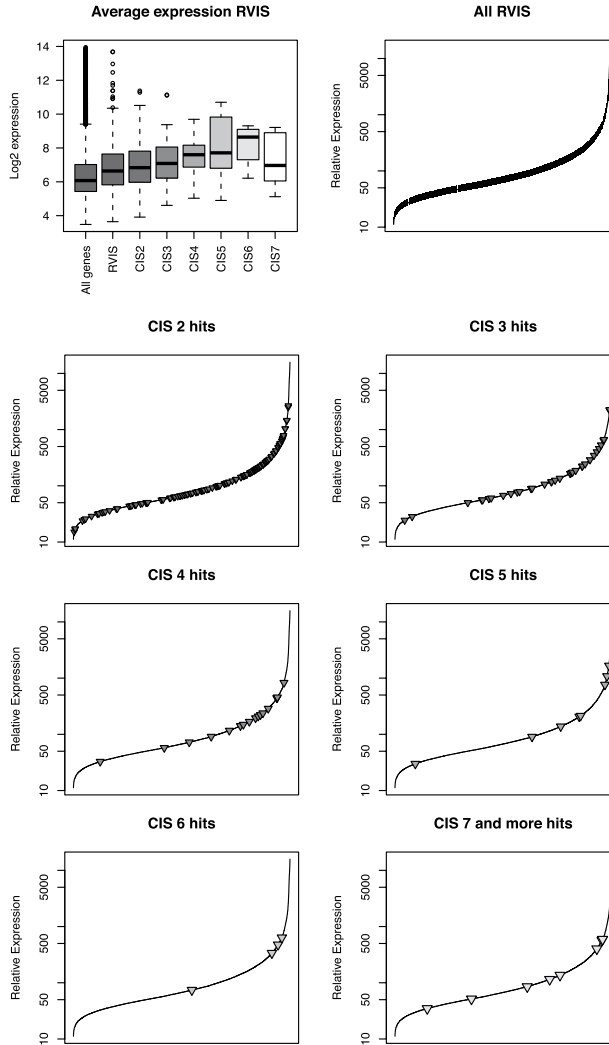 Average expression RVIS
All RVIS
Log2 expression
14
12
10
8
6
4
All genes
RVIS
CIS2
CIS3
CIS4
CIS5
CIS6
CIS7
Relative Expression
5000
500
50
10
CIS 2 hits
CIS 3 hits
Relative Expression
5000
500
50
10
Relative Expression
5000
500
50
10
CIS 4 hits
CIS 5 hits
Relative Expression
5000
500
50
10
Relative Expression
5000
500
50
10
CIS 6 hits
CIS 7 and more hits
Relative Expression
5000
500
50
10
Relative Expression
5000
500
50
10